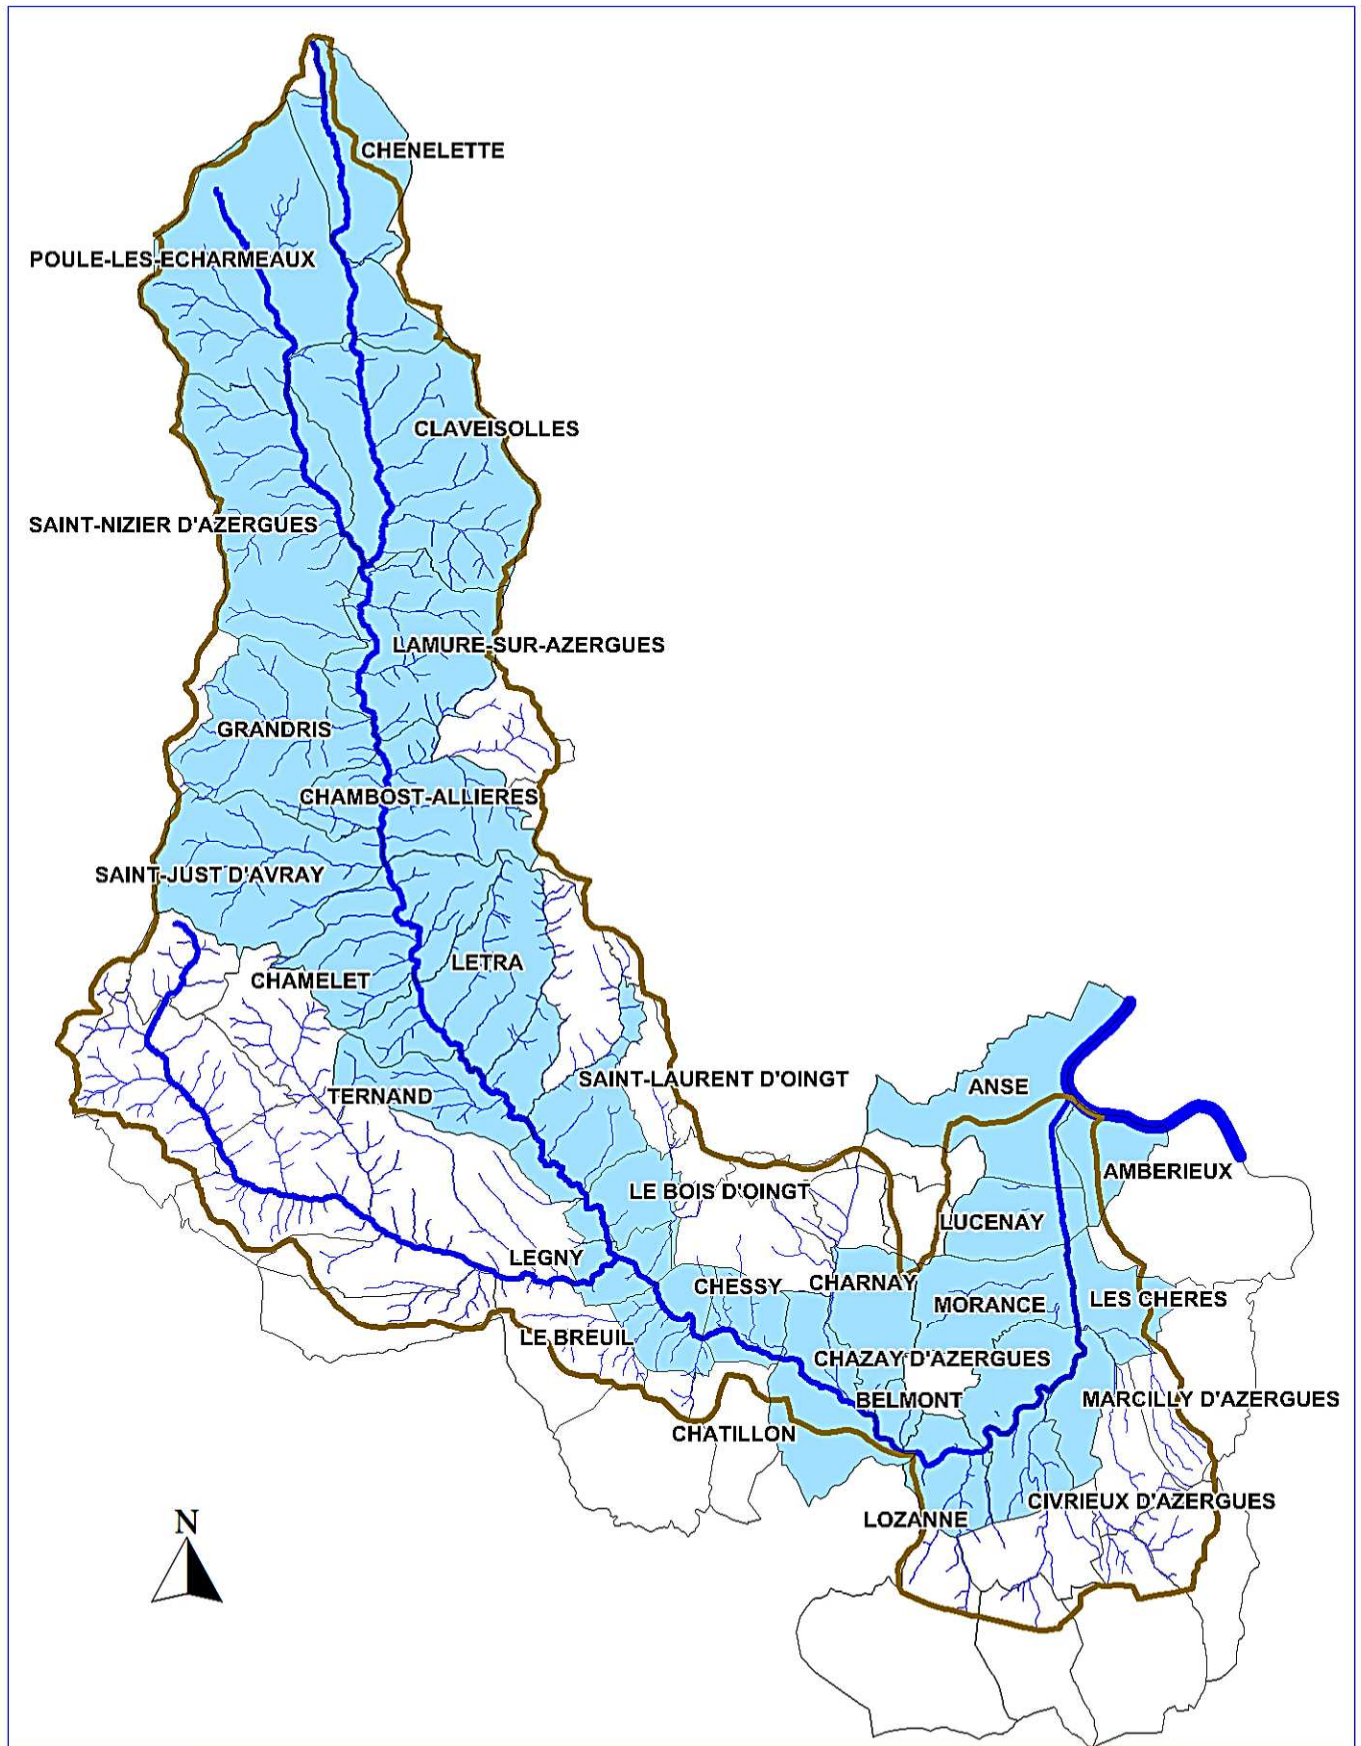 CHENELETTE
POULE-LES-ECHARMEAUX
CLAVEISOLLES
SAINT-NIZIER D'AZERGUES
LAMURE-SUR-AZERGUES
GRANDRIS
CHAMBOST-ALLIERES
SAINT-JUST D'AVRAY
LETRA
CHAMELET
SAINT-LAURENT D'OINGT
ANSE
TERNAND
AMBERIEUX
LE BOIS D'OINGT
LUCENAY
LEGNY
CHESSY
CHARNAY
LES CHERES
MORANCE
LE BREUIL
CHAZAY D'AZERGUES
BELMONT
MARCILLY D'AZERGUES
CHATILLON
CIVRIEUX D'AZERGUES
LOZANNE
N